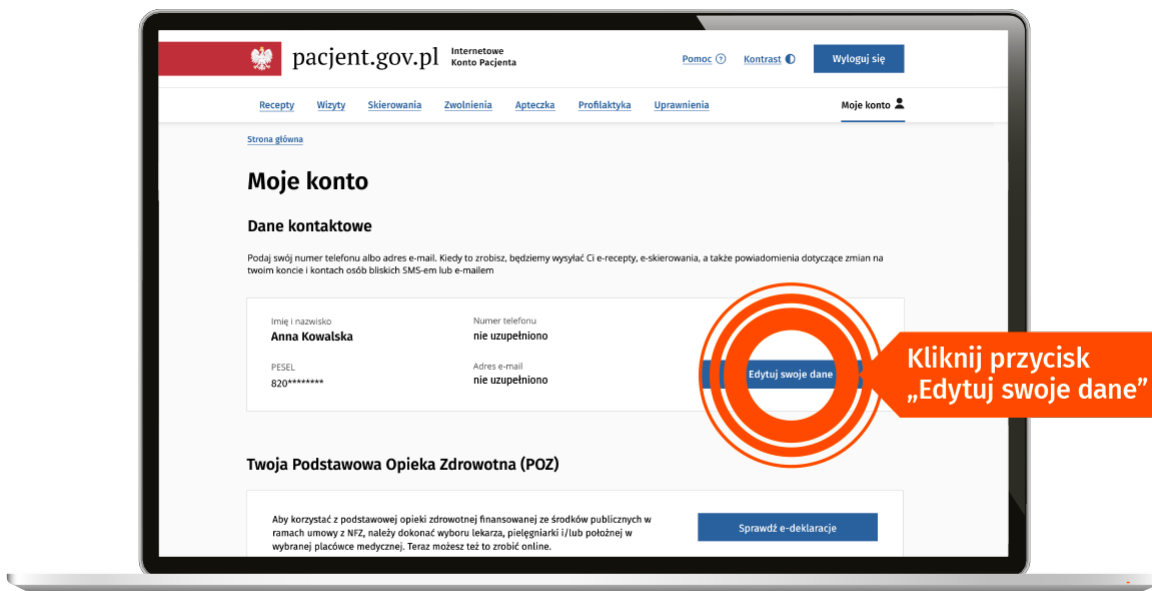 pacjent.gov.pl
Internetowe
Konto Pacjenta
Pomoc
Kontrast
Wyloguj się
Recepty
Wizyty
Skierowania
Zwolnienia
Apteczka
Profilaktyka
Uprawnienia
Moje konto
Strona główna
Moje konto
Dane kontaktowe
Podaj swój numer telefonu albo adres e-mail. Kiedy to zrobisz, będziemy wysyłać Ci e-recepty, e-skierowania, a także powiadomienia dotyczące zmian na
twoim koncie i kontach osób bliskich SMS-em lub e-mailem
Imię i nazwisko
Anna Kowalska
Numer telefonu
nie uzupełniono
PESEL
820********
Adres e-mail
nie uzupełniono
Edytuj swoje dane
Kliknij przycisk
„Edytuj swoje dane”
Twoja Podstawowa Opieka Zdrowotna (POZ)
Aby korzystać z podstawowej opieki zdrowotnej finansowanej ze środków publicznych w
ramach umowy z NFZ, należy dokonać wyboru lekarza, pielęgniarki i/lub położnej w
wybranej placówce medycznej. Teraz możesz też to zrobić online.
Sprawdź e-deklaracje